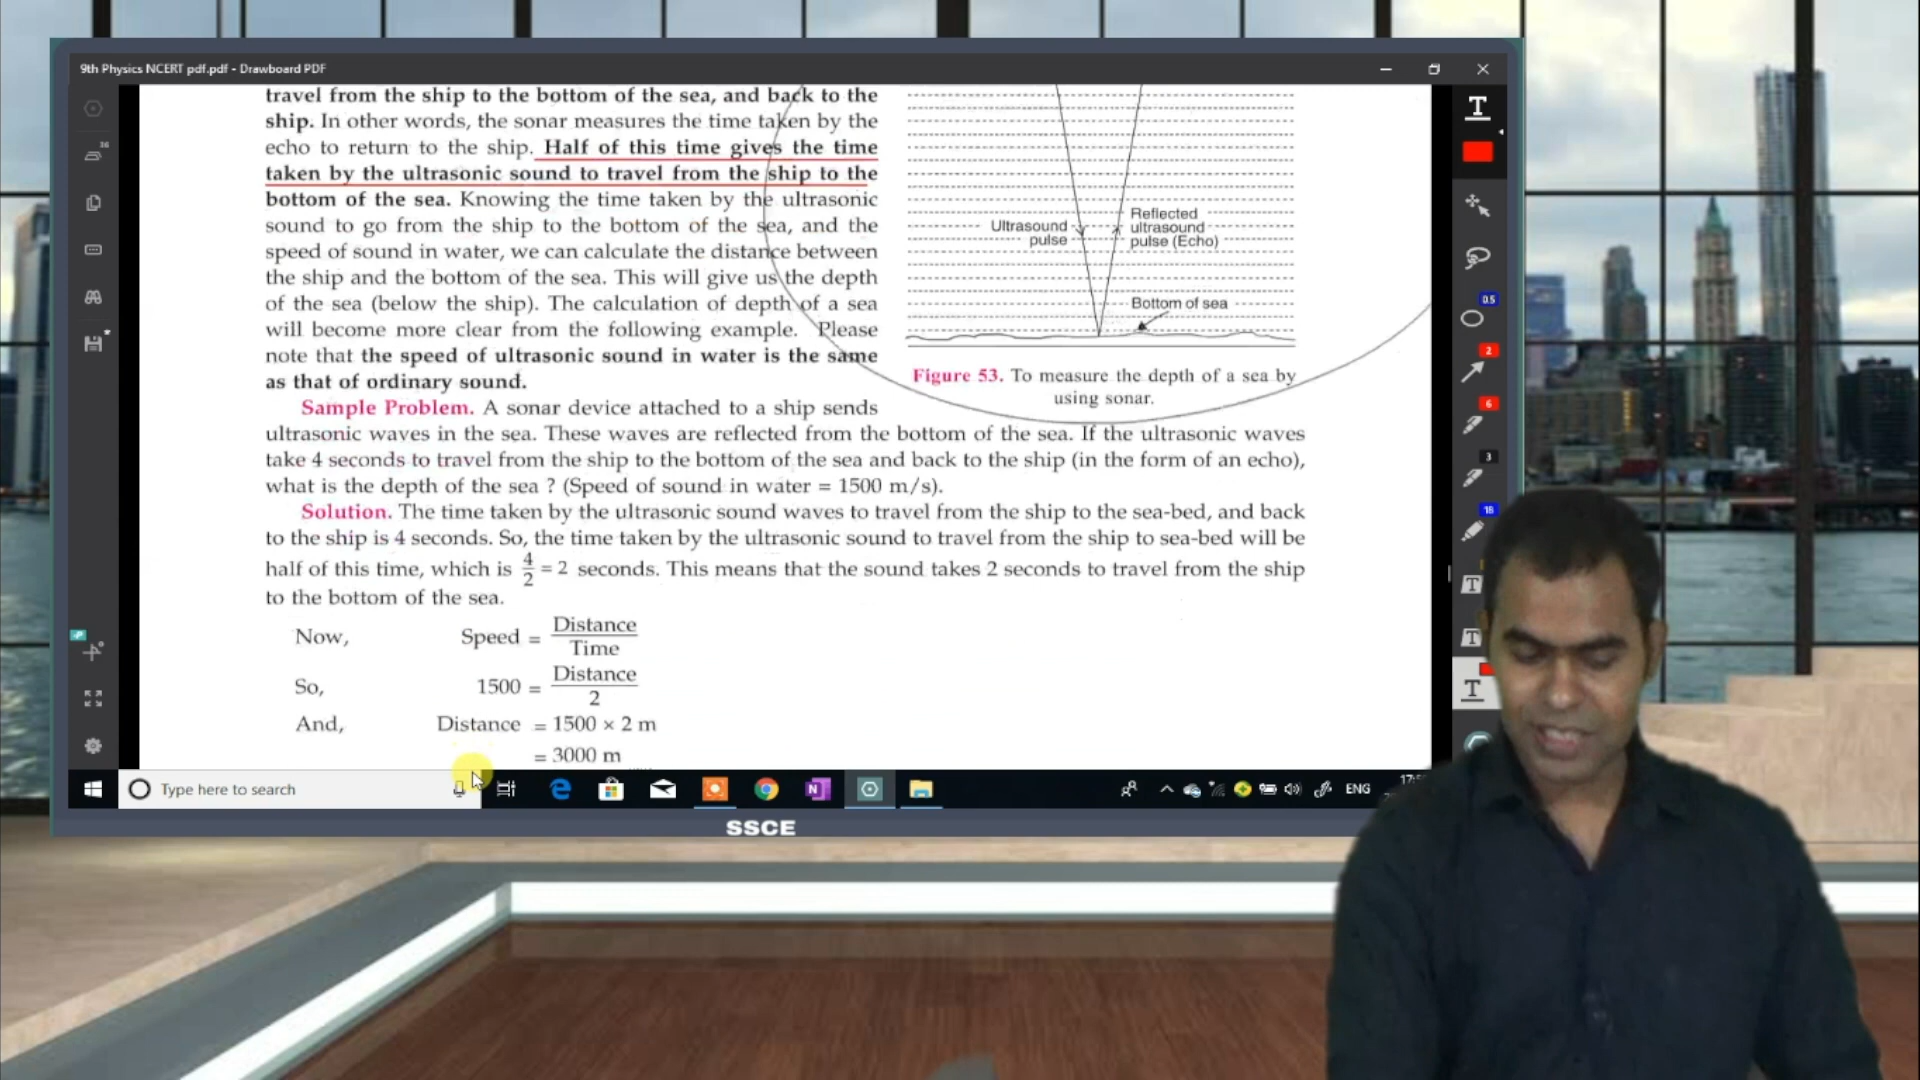 9th Physics NCERT pdf.pdf - Drawboard PDF
travel from the ship to the bottom of the sea, and back to the
ship. In other words, the sonar measures the time taken by the
echo to return to the ship. Half of this time gives the time
taken by the ultrasonic sound to travel from the ship to the
bottom of the sea. Knowing the time taken by the ultrasonic
sound to go from the ship to the bottom of the sea, and the
speed of sound in water, we can calculate the distance between
the ship and the bottom of the sea. This will give us the depth
of the sea (below the ship). The calculation of depth of a sea
will become more clear from the following example. Please
note that the speed of ultrasonic sound in water is the same
as that of ordinary sound.
Ultrasound
pulse
Reflected
ultrasound
pulse (Echo)
Bottom of sea
Figure 53. To measure the depth of a sea by
using sonar.
Sample Problem. A sonar device attached to a ship sends
ultrasonic waves in the sea. These waves are reflected from the bottom of the sea. If the ultrasonic waves
take 4 seconds to travel from the ship to the bottom of the sea and back to the ship (in the form of an echo),
what is the depth of the sea ? (Speed of sound in water = 1500 m/s).
Solution. The time taken by the ultrasonic sound waves to travel from the ship to the sea-bed, and back
to the ship is 4 seconds. So, the time taken by the ultrasonic sound to travel from the ship to sea-bed will be
half of this time, which is 4/2 = 2 seconds. This means that the sound takes 2 seconds to travel from the ship
to the bottom of the sea.
Now, Speed = Distance/Time
So, 1500 = Distance/2
And, Distance = 1500 × 2 m
= 3000 m
T
0.5
2
6
3
18
T
T
T
Type here to search
N
ENG
SSCE